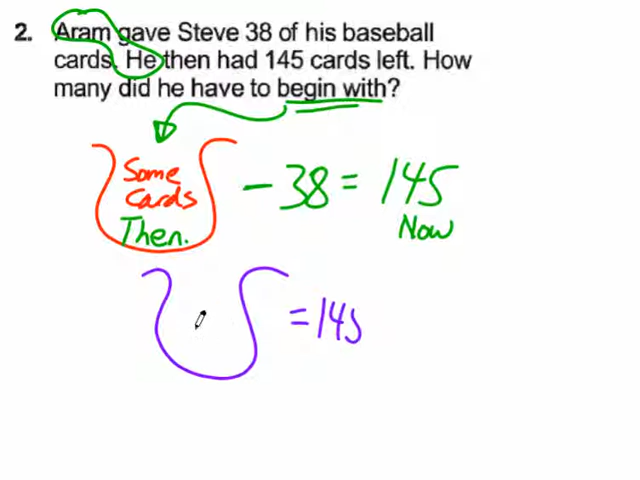 2. Aram gave Steve 38 of his baseball
cards. He then had 145 cards left. How
many did he have to begin with?
Some
Cards
Then.
- 38 = 145
Now
= 145